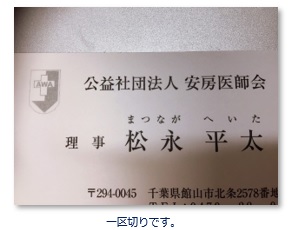 AWA
公益社団法人 安房医師会
まつなが へいた
理事 松永 平太
〒294-0045 千葉県館山市北条2578番地
一区切りです。